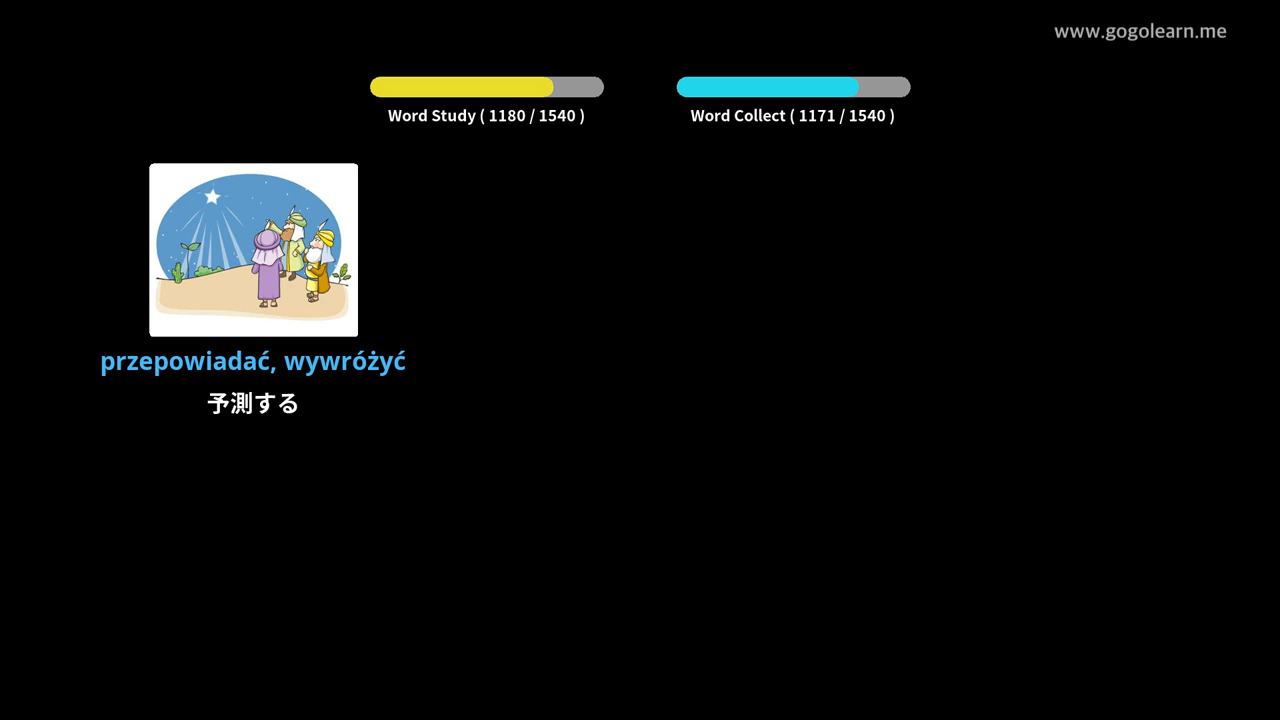 www.gogolearn.me
Word Study ( 1180 / 1540 )
Word Collect ( 1171 / 1540 )
przepowiadać, wywróżyć
予測する